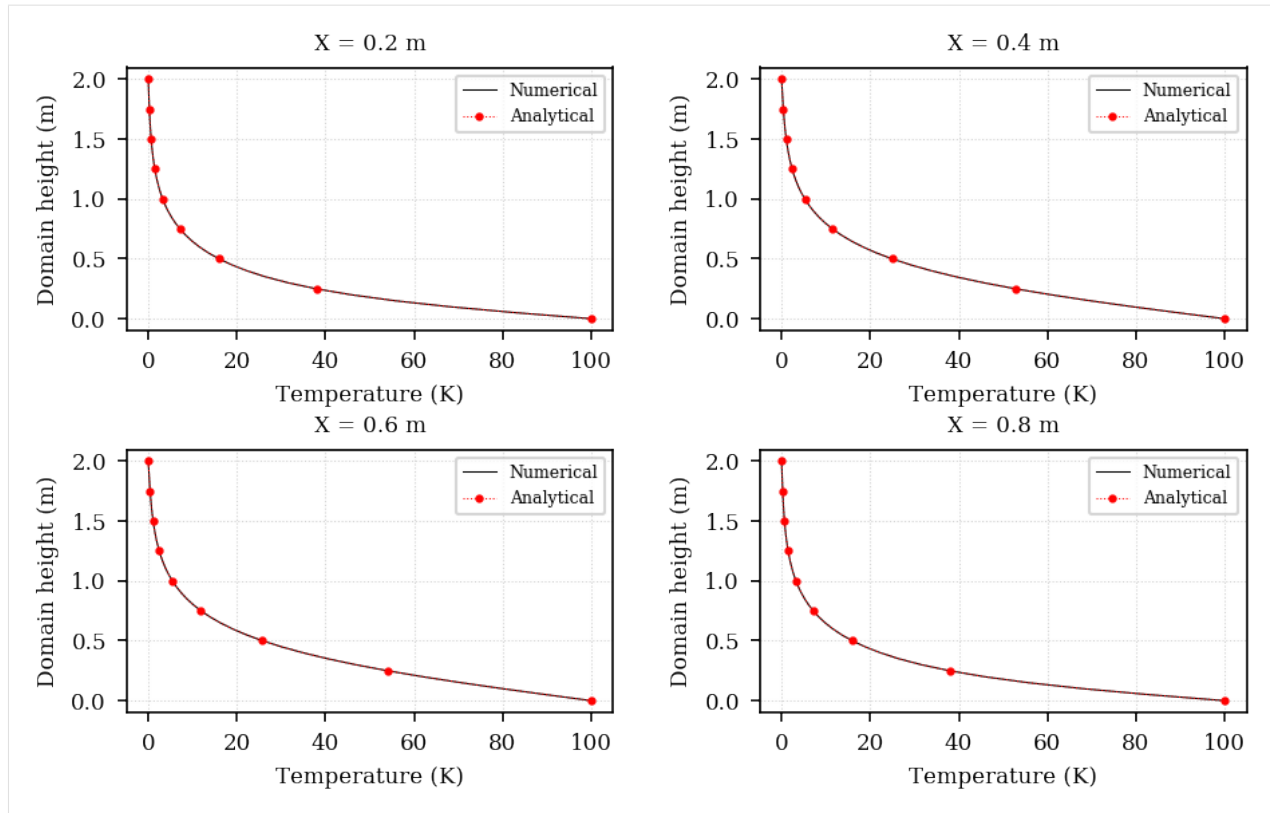 X = 0.2 m
Domain height (m)
2.0
1.5
1.0
0.5
0.0
Numerical
Analytical
0 20 40 60 80 100
Temperature (K)
X = 0.4 m
Domain height (m)
2.0
1.5
1.0
0.5
0.0
Numerical
Analytical
0 20 40 60 80 100
Temperature (K)
X = 0.6 m
Domain height (m)
2.0
1.5
1.0
0.5
0.0
Numerical
Analytical
0 20 40 60 80 100
Temperature (K)
X = 0.8 m
Domain height (m)
2.0
1.5
1.0
0.5
0.0
Numerical
Analytical
0 20 40 60 80 100
Temperature (K)